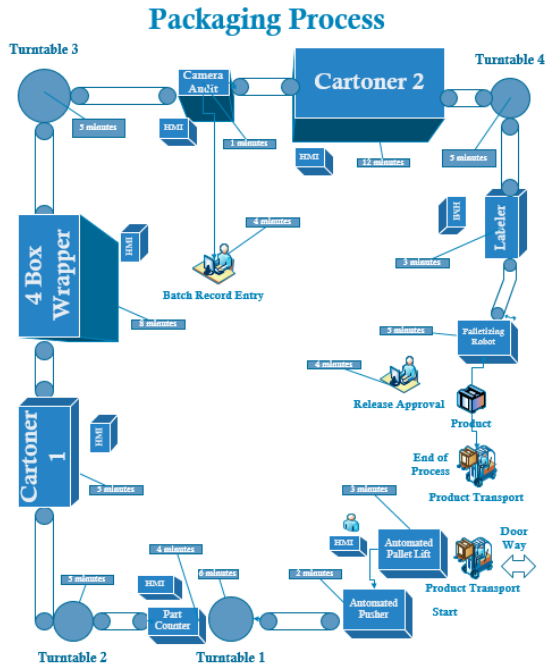 Packaging Process
Turntable 3
Camera
Audit
Cartoner 2
Turntable 4
5 minutes
HMI
1 minutes
HMI
12 minutes
5 minutes
HMI
Labeler
4 Box
Wrapper
HMI
4 minutes
3 minutes
Batch Record Entry
8 minutes
5 minutes
Palletizing
Robot
4 minutes
Release Approval
Product
Cartoner
1
HMI
End of
Process
5 minutes
Product Transport
3 minutes
HMI
Automated
Pallet Lift
Door
Way
4 minutes
5 minutes
HMI
6 minutes
2 minutes
Product Transport
Automated
Pusher
Start
Part
Counter
Turntable 2
Turntable 1